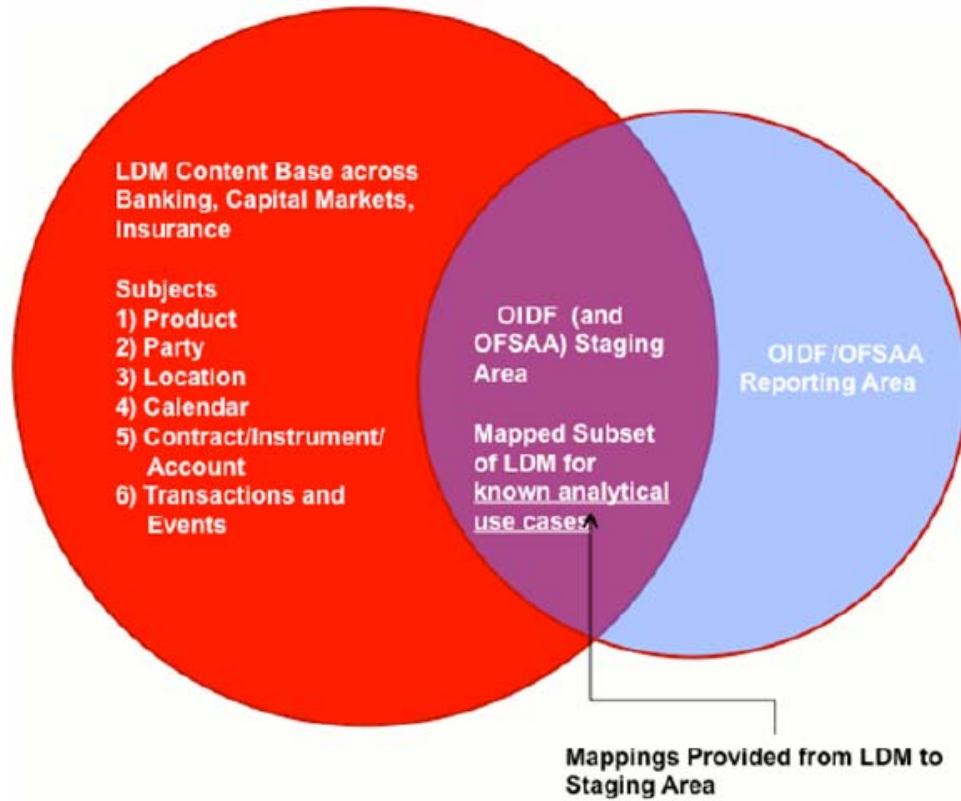 LDM Content Base across
Banking, Capital Markets,
Insurance
Subjects
1) Product
2) Party
3) Location
4) Calendar
5) Contract/Instrument/
Account
6) Transactions and
Events
OIDF (and
OFSAA) Staging
Area
Mapped Subset
of LDM for
known analytical
use cases
OIDF/OFSAA
Reporting Area
Mappings Provided from LDM to
Staging Area